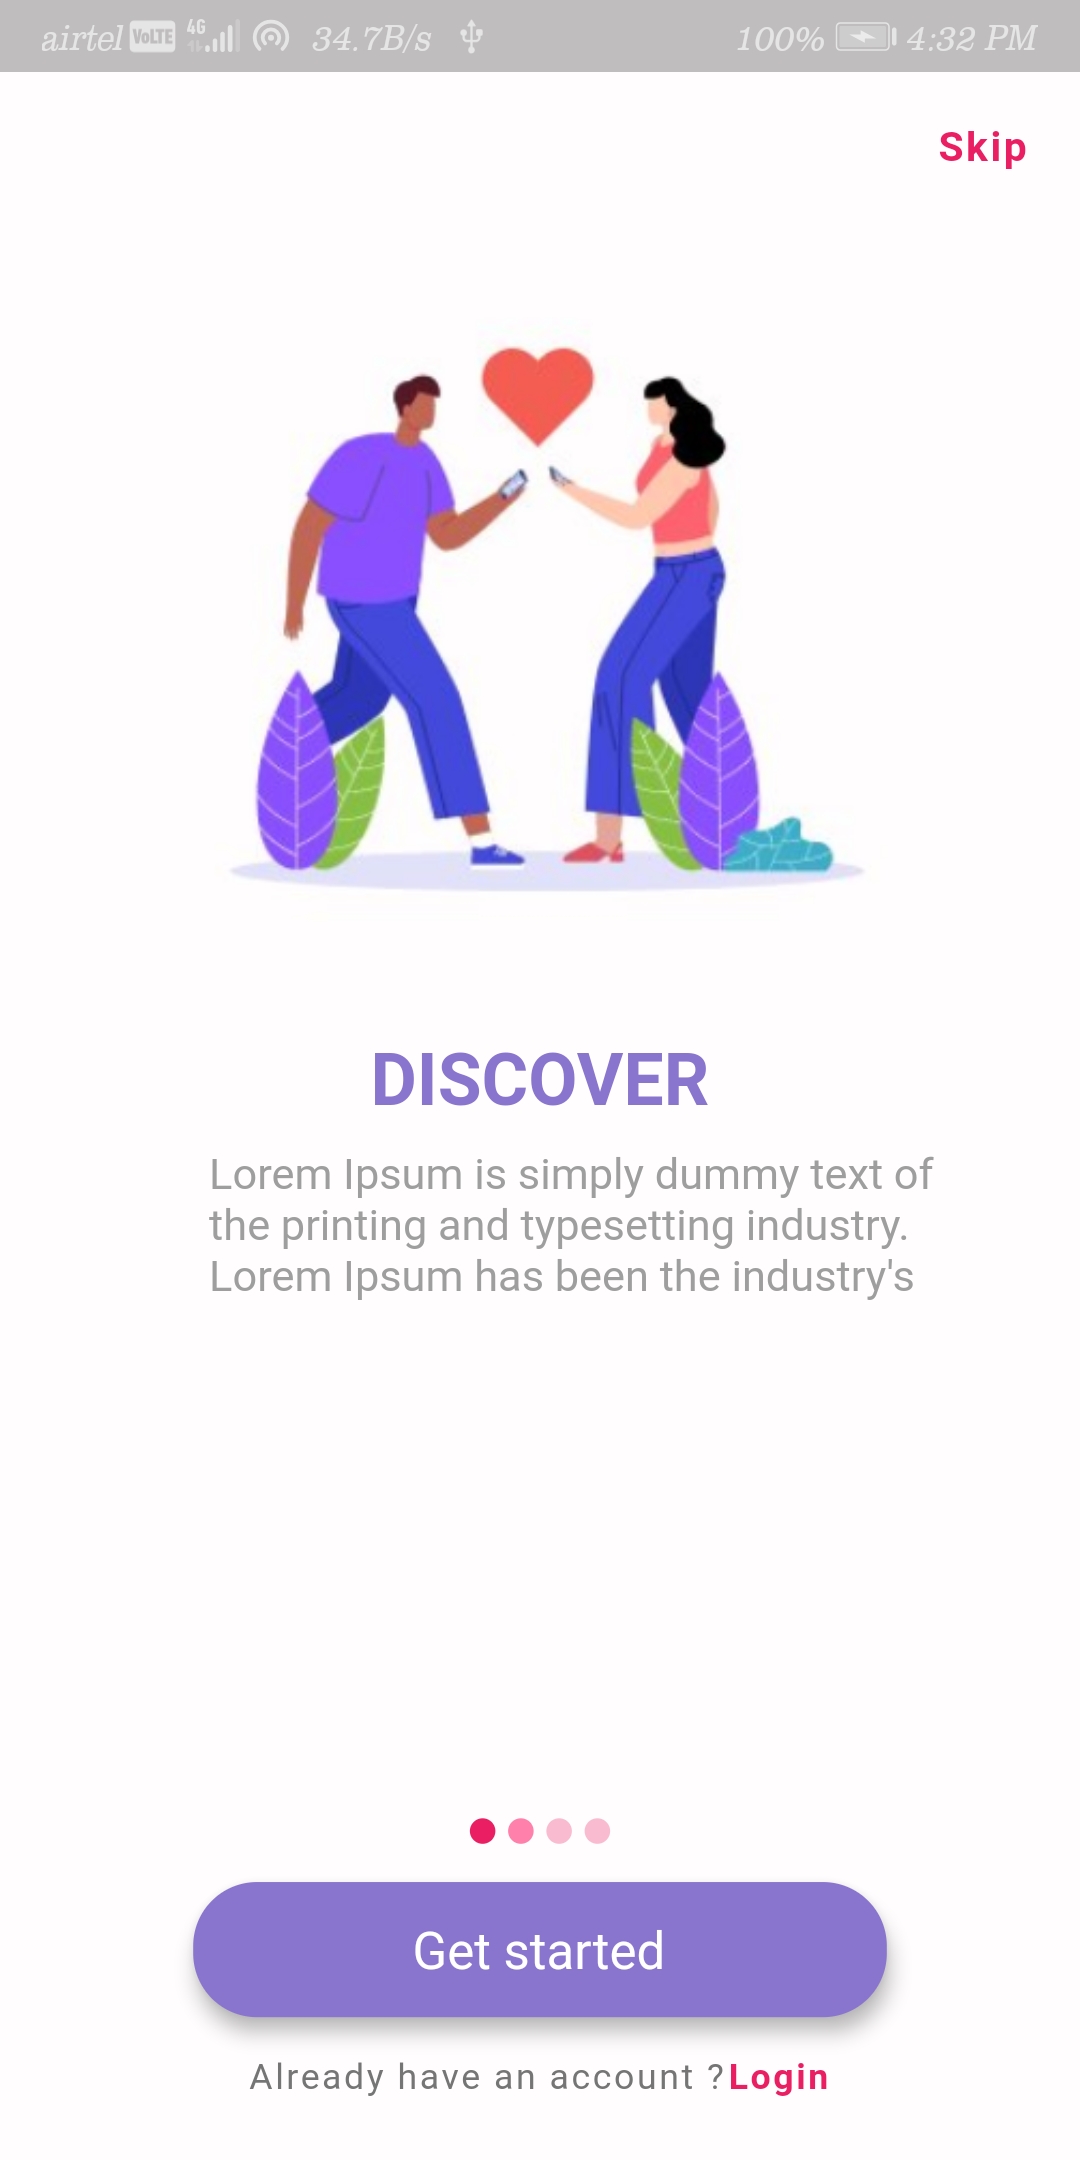 airtel VoLTE 4G 34.7B/s 100% 4:32 PM
Skip
DISCOVER
Lorem Ipsum is simply dummy text of
the printing and typesetting industry.
Lorem Ipsum has been the industry's
Get started
Already have an account ?Login